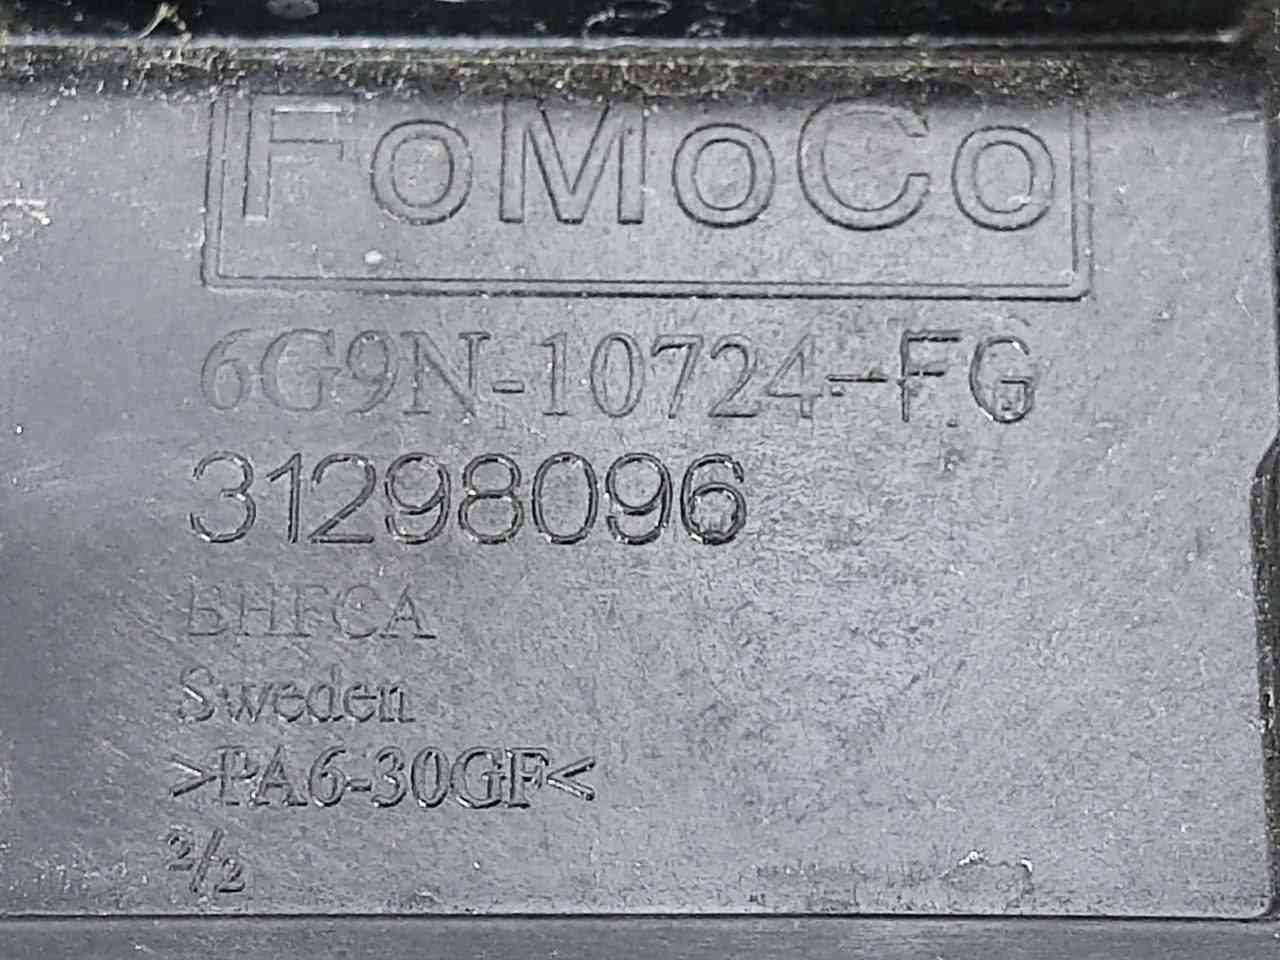 FoMoCo
6G9N-10724-FG
31298096
BHFCA
Sweden
>PA6-30GF<
2/2